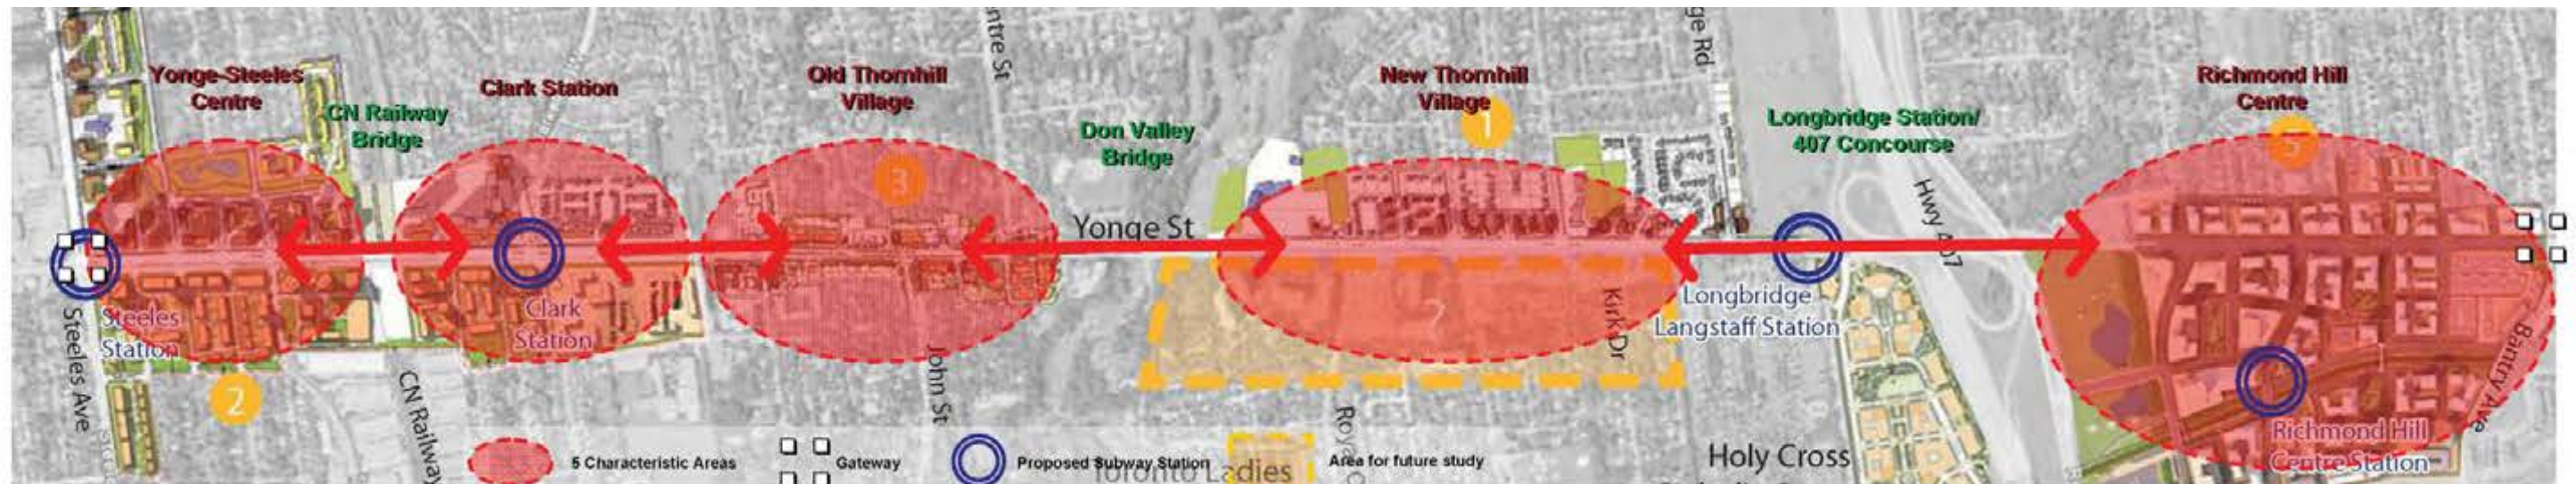 ntre St
ge Rd
Yonge-Steeles
Centre
CN Railway
Bridge
Clark Station
Old Thornhill
Village
Don Valley
Bridge
New Thornhill
Village
1
Longbridge Station/
407 Concourse
Richmond Hill
Centre
5
3
Yonge St
Hwy 407
Steeles
Station
Clark
Station
Longbridge
Langstaff Station
Kirk Dr
?
Steeles Ave
2
CN Railway
John St
Bantry Ave
Richmond Hill
Centre Station
5 Characteristic Areas
Gateway
Proposed Subway Station
Area for future study
Toronto Ladies
Holy Cross